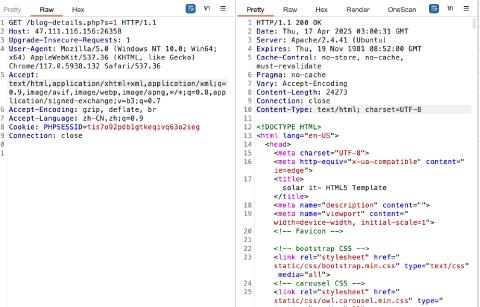 Pretty Raw Hex
\n
1 GET /blog-details.php?s=1 HTTP/1.1
2 Host: 47.111.116.156:26358
3 Upgrade-Insecure-Requests: 1
4 User-Agent: Mozilla/5.0 (Windows NT 10.0; Win64;
x64) AppleWebKit/537.36 (KHTML, like Gecko)
Chrome/117.0.5938.132 Safari/537.36
5 Accept:
text/html,application/xhtml+xml,application/xml;q=
0.9,image/avif,image/webp,image/apng,*/*;q=0.8,app
lication/signed-exchange;v=b3;q=0.7
6 Accept-Encoding: gzip, deflate, br
7 Accept-Language: zh-CN,zh;q=0.9
8 Cookie: PHPSESSID=tis7o92pdb1gtkeqivq63o2seg
9 Connection: close
0
1
Pretty Raw Hex Render OneScan
\n
1 HTTP/1.1 200 OK
2 Date: Thu, 17 Apr 2025 03:00:31 GMT
3 Server: Apache/2.4.41 (Ubuntu)
4 Expires: Thu, 19 Nov 1981 08:52:00 GMT
5 Cache-Control: no-store, no-cache,
must-revalidate
6 Pragma: no-cache
7 Vary: Accept-Encoding
8 Content-Length: 24273
9 Connection: close
10 Content-Type: text/html; charset=UTF-8
11
12 <!DOCTYPE HTML>
13 <html lang="en-US">
14 <head>
15 <meta charset="UTF-8">
16 <meta http-equiv="x-ua-compatible" content="
ie=edge">
17 <title>
solar it- HTML5 Template
</title>
18 <meta name="description" content="">
19 <meta name="viewport" content="
width=device-width, initial-scale=1">
20 <!-- Favicon -->
21
22 <!-- bootstrap CSS -->
23 <link rel="stylesheet" href="
static/css/bootstrap.min.css" type="text/css"
media="all">
24 <!-- carousel CSS -->
25 <link rel="stylesheet" href="
static/css/owl.carousel.min.css" type="